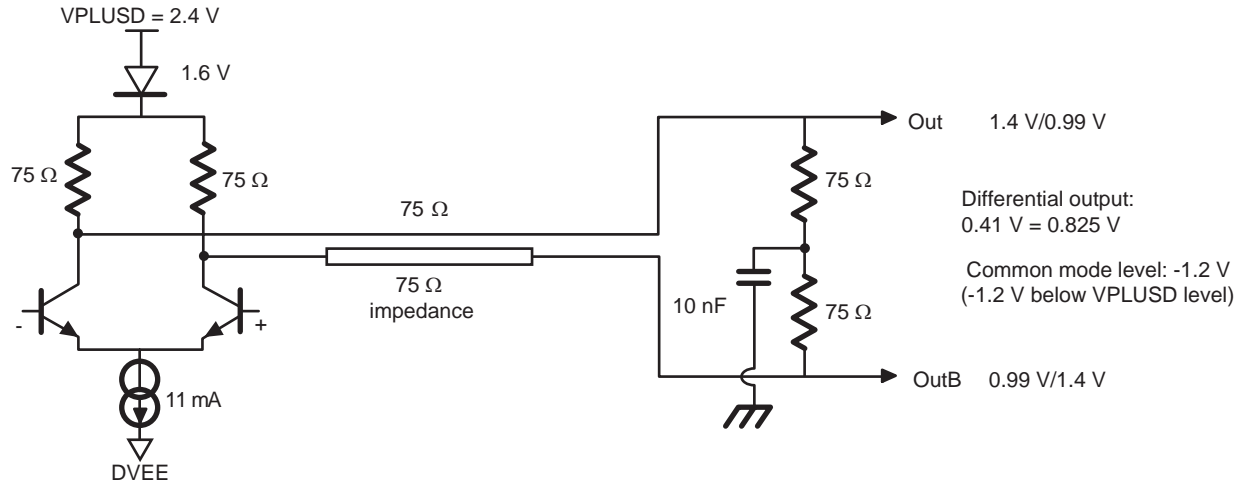 VPLUSD = 2.4 V
1.6 V
75 Ω
75 Ω
75 Ω
75 Ω
impedance
-
+
11 mA
DVEE
Out 1.4 V/0.99 V
75 Ω
10 nF
75 Ω
Differential output:
0.41 V = 0.825 V
Common mode level: -1.2 V
(-1.2 V below VPLUSD level)
OutB 0.99 V/1.4 V